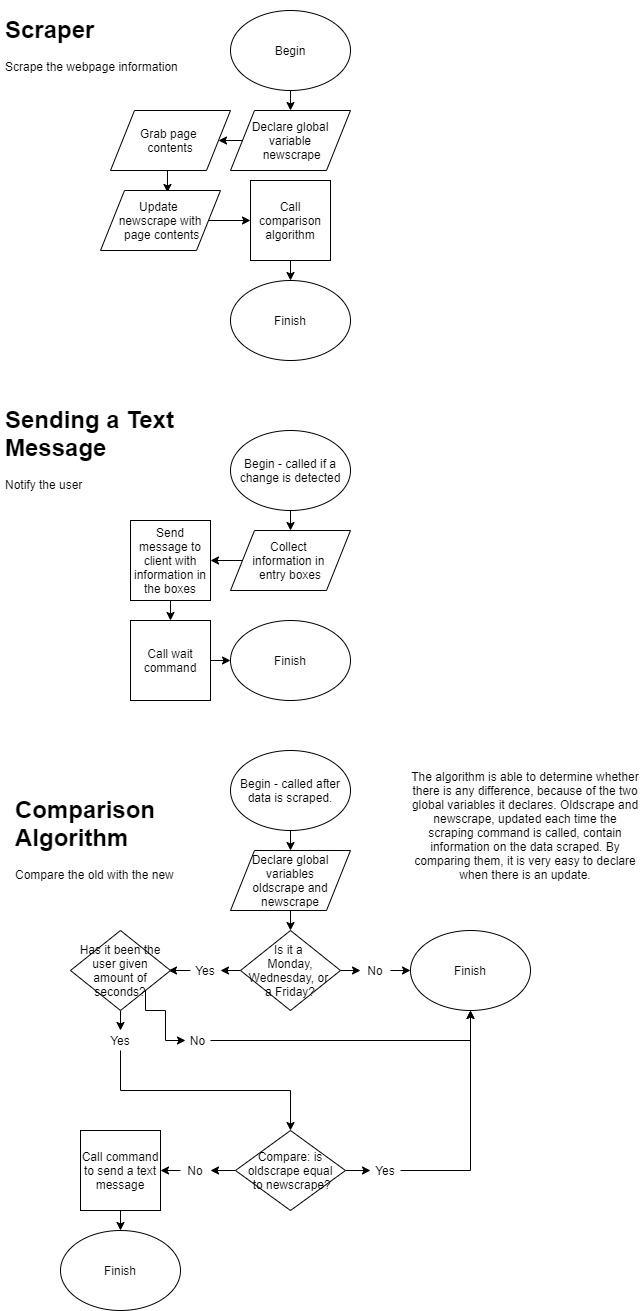 Scraper
Scrape the webpage information
Begin
Declare global
variable
newscrape
Grab page
contents
Update
newscrape with
page contents
Call
comparison
algorithm
Finish
Sending a Text
Message
Notify the user
Begin - called if a
change is detected
Collect
information in
entry boxes
Send
message to
client with
information in
the boxes
Call wait
command
Finish
Comparison
Algorithm
Compare the old with the new
Begin - called after
data is scraped.
The algorithm is able to determine whether
there is any difference, because of the two
global variables it declares. Oldscrape and
newscrape, updated each time the
scraping command is called, contain
information on the data scraped. By
comparing them, it is very easy to declare
when there is an update.
Declare global
variables
oldscrape and
newscrape
Is it a
Monday,
Wednesday, or
a Friday?
Yes
No
Finish
Has it been the
user given
amount of
seconds?
Yes
No
Compare: is
oldscrape equal
to newscrape?
No
Yes
Call command
to send a text
message
Finish